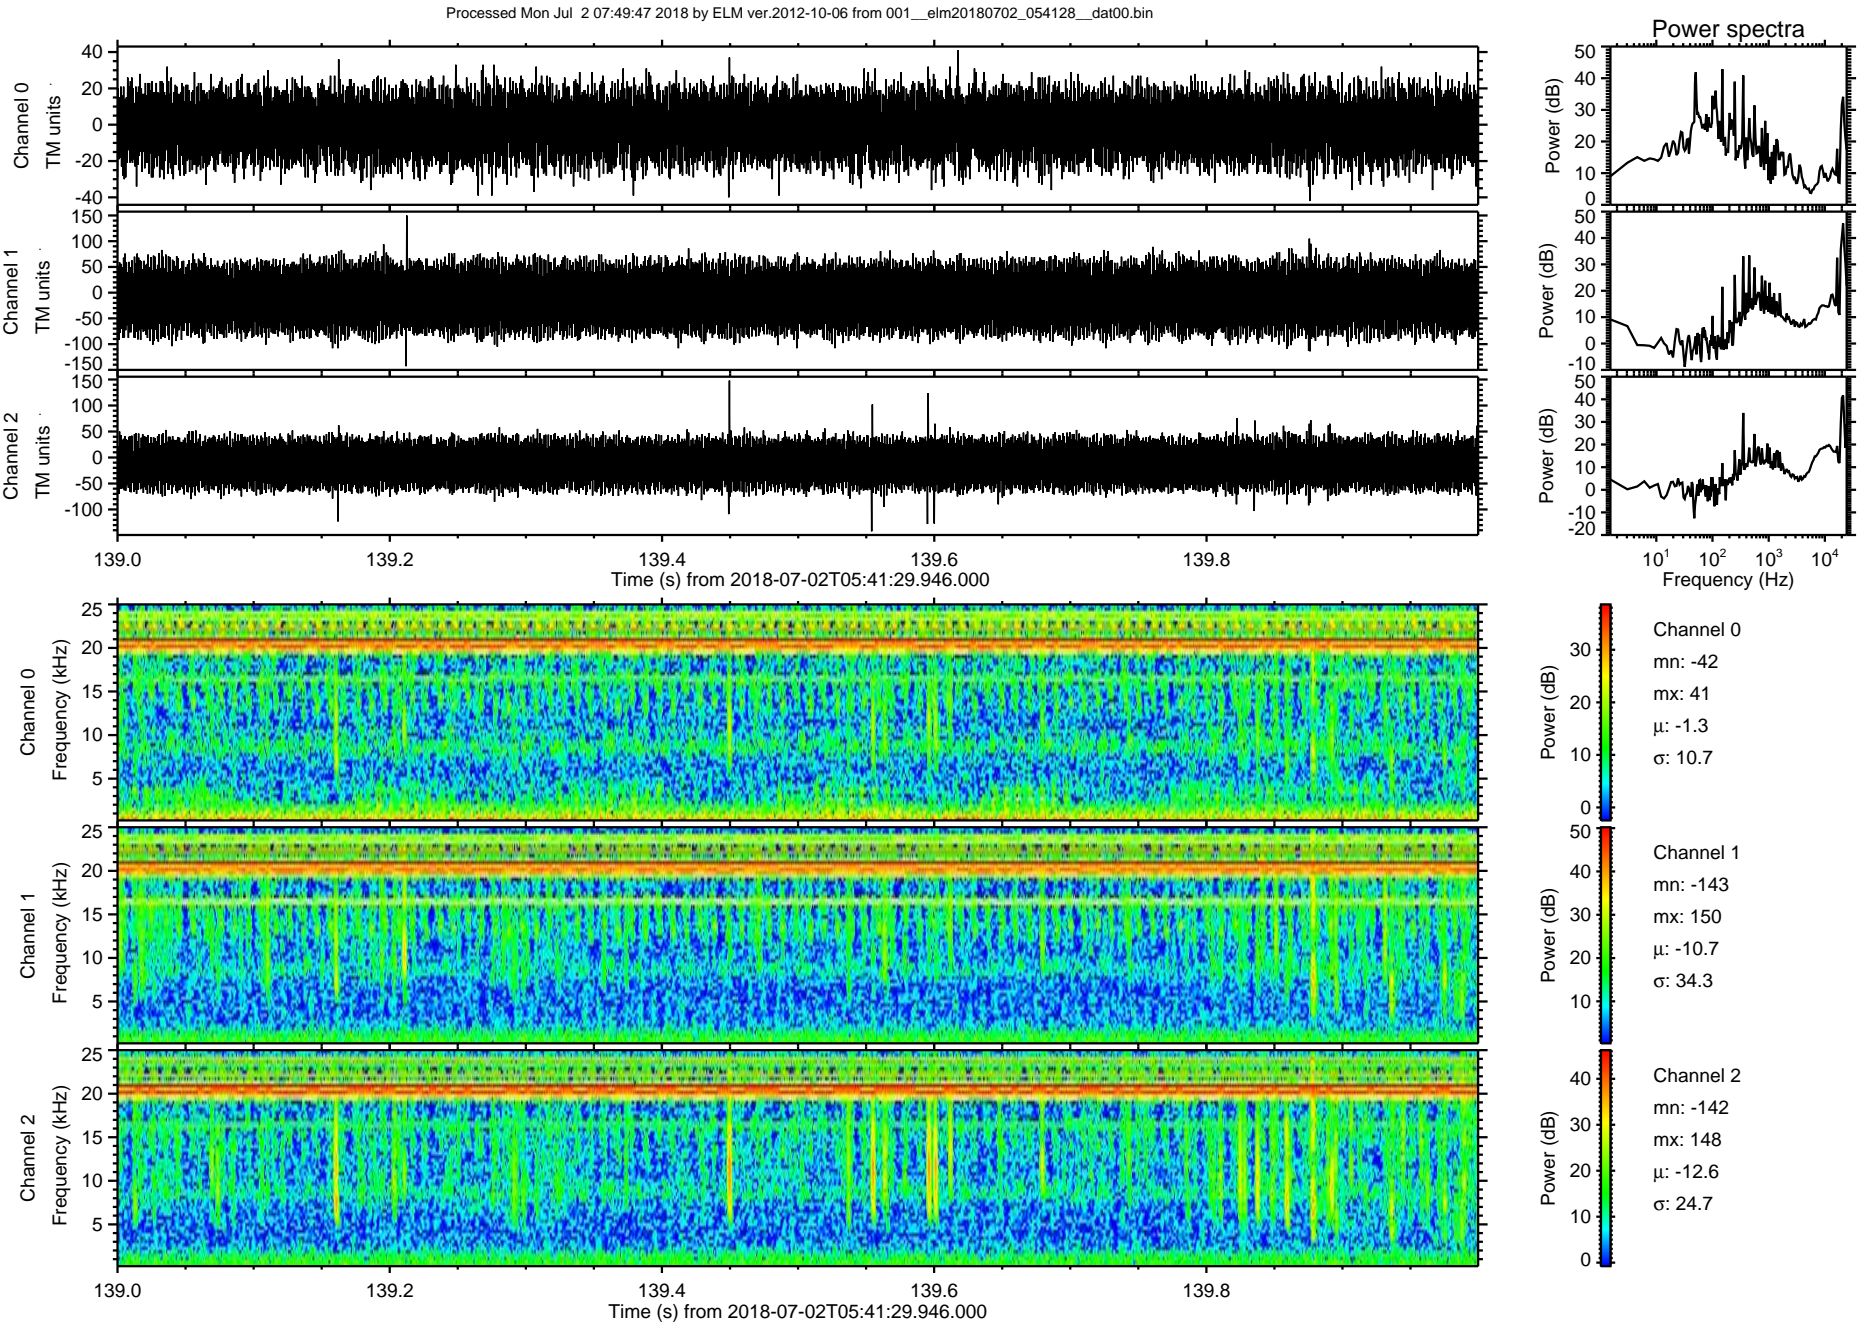 Processed Mon Jul  2 07:49:47 2018 by ELM ver.2012-10-06 from 001__elm20180702_054128__dat00.bin
Power spectra
Channel 0
TM units
40
20
0
-20
-40
Power (dB)
50
40
30
20
10
0
Channel 1
TM units
150
100
50
0
-50
-100
-150
Power (dB)
50
40
30
20
10
0
-10
Channel 2
TM units
150
100
50
0
-50
-100
Power (dB)
50
40
30
20
10
0
-10
-20
139.0 139.2 139.4 139.6 139.8
Time (s) from 2018-07-02T05:41:29.946.000
10^1 10^2 10^3 10^4
Frequency (Hz)
Channel 0
Frequency (kHz)
25
20
15
10
5
Power (dB)
30
20
10
0
Channel 0
mn: -42
mx: 41
μ: -1.3
σ: 10.7
Channel 1
Frequency (kHz)
25
20
15
10
5
Power (dB)
50
40
30
20
10
Channel 1
mn: -143
mx: 150
μ: -10.7
σ: 34.3
Channel 2
Frequency (kHz)
25
20
15
10
5
Power (dB)
40
30
20
10
0
Channel 2
mn: -142
mx: 148
μ: -12.6
σ: 24.7
139.0 139.2 139.4 139.6 139.8
Time (s) from 2018-07-02T05:41:29.946.000